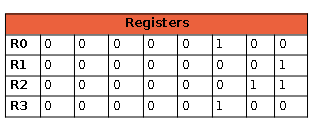 Registers
R0 0 0 0 0 0 1 0 0
R1 0 0 0 0 0 0 0 1
R2 0 0 0 0 0 0 1 1
R3 0 0 0 0 0 1 0 0